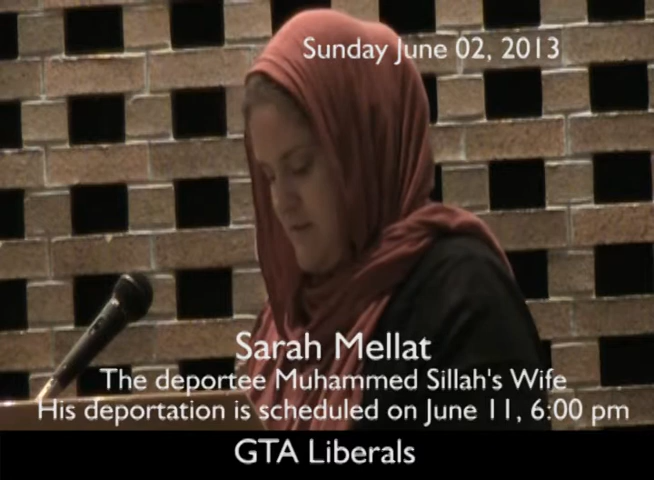 Sunday June 02, 2013
Sarah Mellat
The deportee Muhammed Sillah's Wife
His deportation is scheduled on June 11, 6:00 pm
GTA Liberals